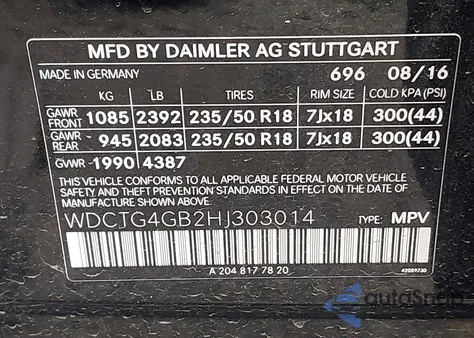 MFD BY DAIMLER AG STUTTGART
MADE IN GERMANY 696 08/16
KG LB TIRES RIM SIZE COLD KPA (PSI)
GAWR FRONT 1085 2392 235/50 R18 7Jx18 300(44)
GAWR REAR 945 2083 235/50 R18 7Jx18 300(44)
GVWR 1990 4387
THIS VEHICLE CONFORMS TO ALL APPLICABLE FEDERAL MOTOR VEHICLE
SAFETY, AND THEFT PREVENTION STANDARDS IN EFFECT ON THE DATE OF
MANUFACTURE SHOWN ABOVE.
WDCTG4GB2HJ303014 TYPE: MPV
A 204 817 78 20 42089730
autoSnap